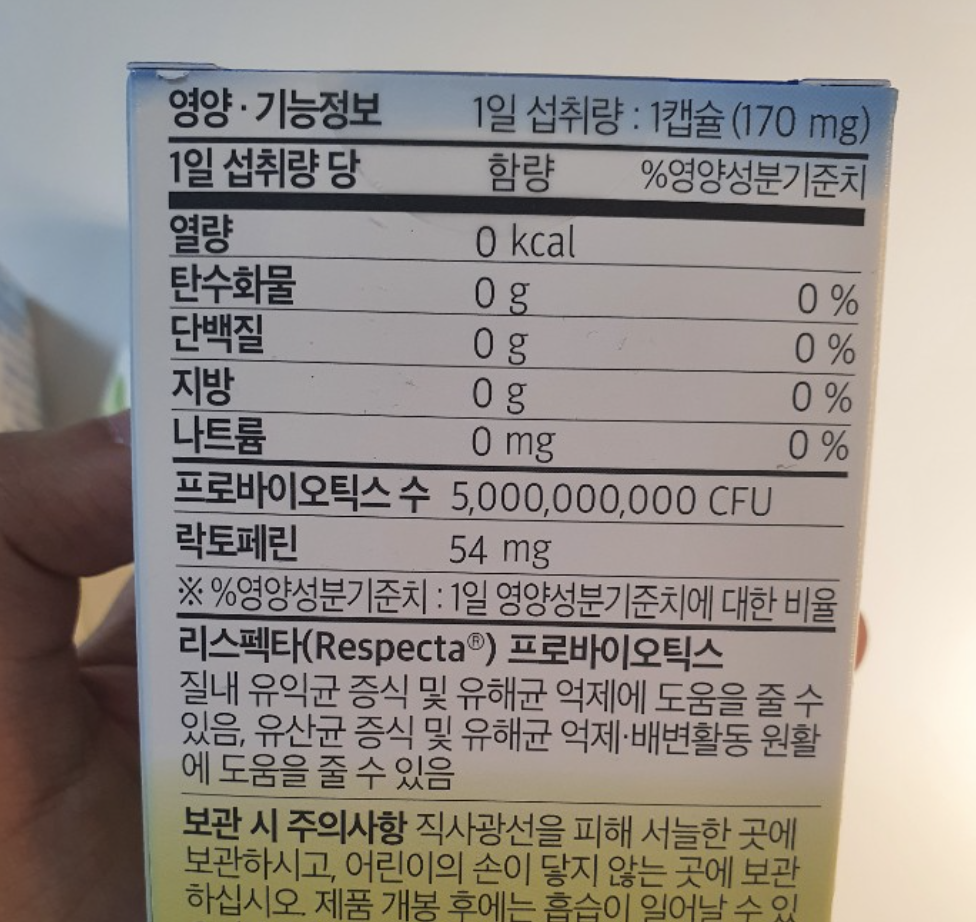 영양·기능정보 1일 섭취량 : 1캡슐 (170 mg)
1일 섭취량 당 함량 %영양성분기준치
열량 0 kcal
탄수화물 0 g 0 %
단백질 0 g 0 %
지방 0 g 0 %
나트륨 0 mg 0 %
프로바이오틱스 수 5,000,000,000 CFU
락토페린 54 mg
※ %영양성분기준치 : 1일 영양성분기준치에 대한 비율
리스펙타(Respecta®) 프로바이오틱스
질내 유익균 증식 및 유해균 억제에 도움을 줄 수
있음, 유산균 증식 및 유해균 억제·배변활동 원활
에 도움을 줄 수 있음
보관 시 주의사항 직사광선을 피해 서늘한 곳에
보관하시고, 어린이의 손이 닿지 않는 곳에 보관
하십시오. 제품 개봉 후에는 흡습이 일어날 수 있